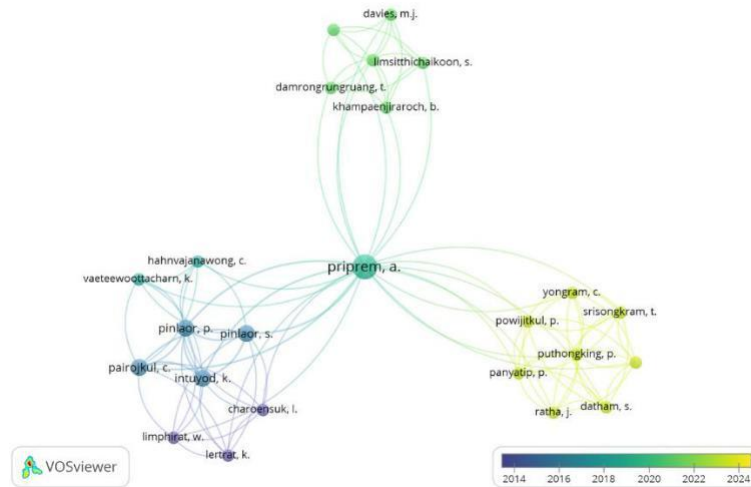 davies, m.j.
limsitthichaikoon, s.
damrongrungruang, t.
khampaenjiraroch, b.
priprem, a.
hahnvajanawong, c.
vaeteewoottacharn, k.
pinlaor, p.
pinlaor, s.
pairojkul, c.
intuyod, k.
charoensuk, l.
limphirat, w.
lertrat, k.
yongram, c.
srisongkram, t.
powijitkul, p.
puthongking, p.
panyatip, p.
datham, s.
ratha, j.
VOSviewer
2014 2016 2018 2020 2022 2024